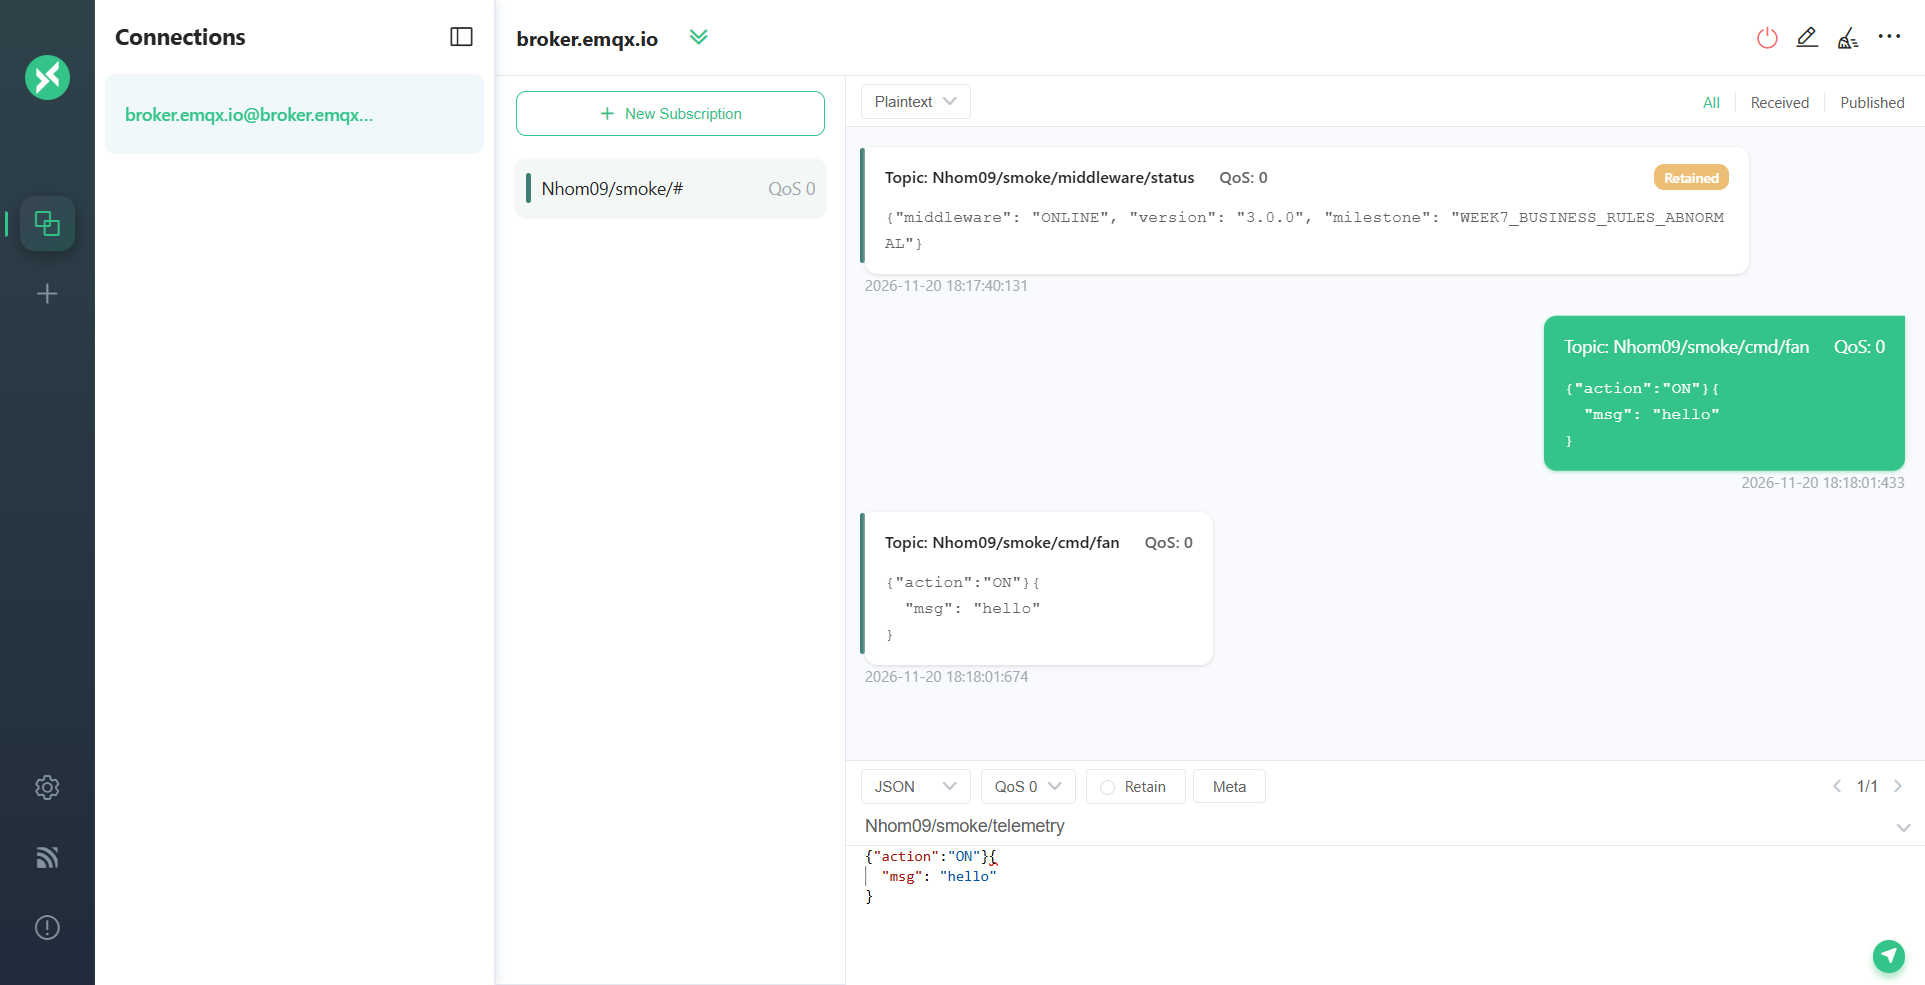 Connections
broker.emqx.io@broker.emqx...
broker.emqx.io
New Subscription
Nhom09/smoke/# QoS 0
Plaintext
All Received Published
Topic: Nhom09/smoke/middleware/status QoS: 0 Retained
{"middleware": "ONLINE", "version": "3.0.0", "milestone": "WEEK7_BUSINESS_RULES_ABNORM
AL"}
2026-11-20 18:17:40:131
Topic: Nhom09/smoke/cmd/fan QoS: 0
{"action":"ON"}{
"msg": "hello"
}
2026-11-20 18:18:01:433
Topic: Nhom09/smoke/cmd/fan QoS: 0
{"action":"ON"}{
"msg": "hello"
}
2026-11-20 18:18:01:674
JSON QoS 0 Retain Meta 1/1
Nhom09/smoke/telemetry
{"action":"ON"}{
"msg": "hello"
}